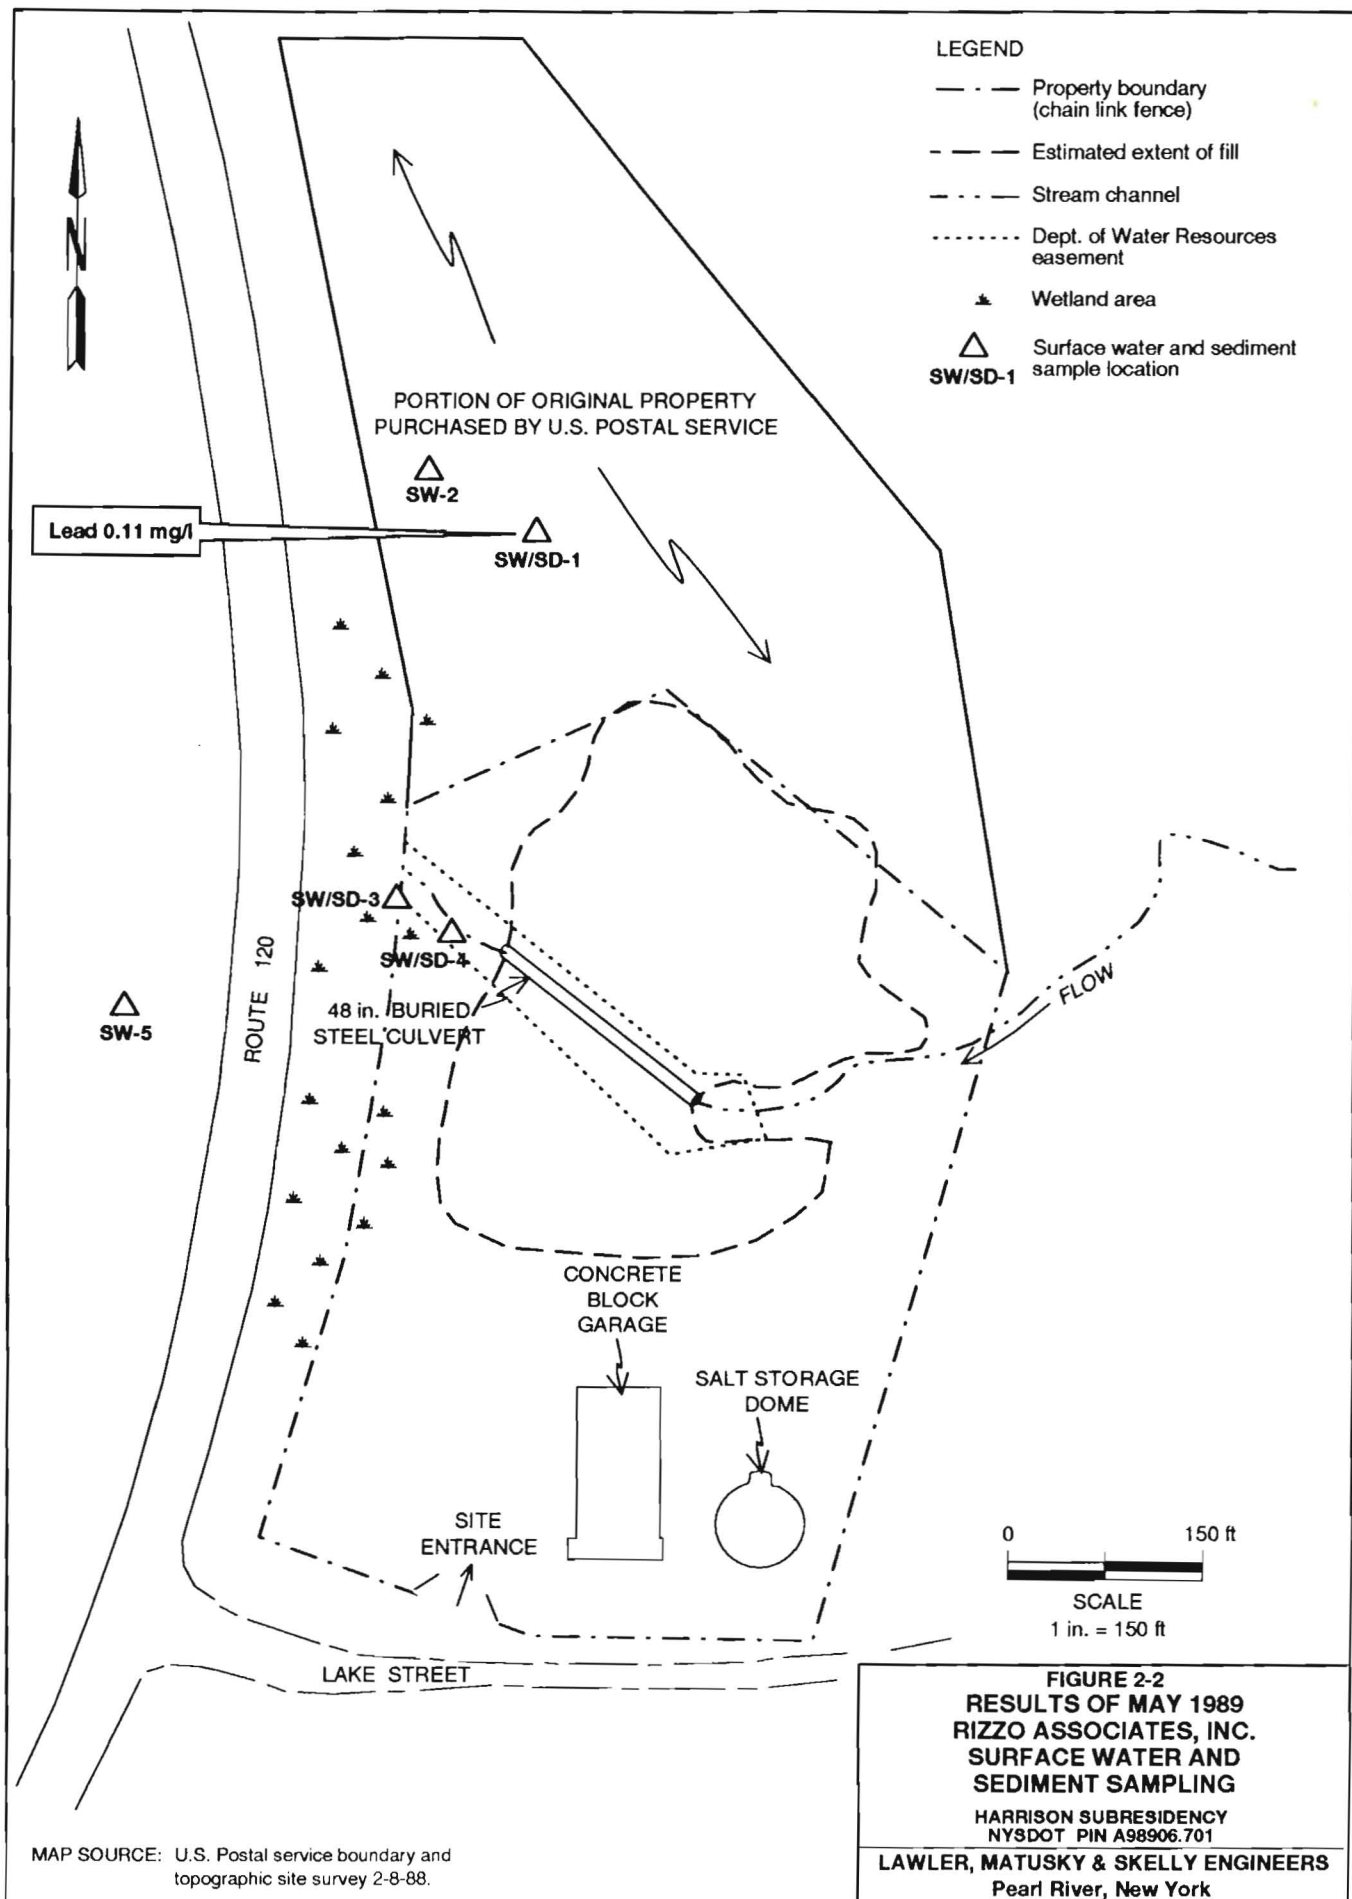 LEGEND
Property boundary
(chain link fence)
Estimated extent of fill
Stream channel
Dept. of Water Resources
easement
Wetland area
Surface water and sediment
sample location
SW/SD-1
N
PORTION OF ORIGINAL PROPERTY
PURCHASED BY U.S. POSTAL SERVICE
SW-2
Lead 0.11 mg/l
SW/SD-1
SW/SD-3
SW/SD-4
48 in. BURIED
STEEL CULVERT
SW-5
ROUTE 120
FLOW
CONCRETE
BLOCK
GARAGE
SALT STORAGE
DOME
SITE
ENTRANCE
0 150 ft
SCALE
1 in. = 150 ft
LAKE STREET
FIGURE 2-2
RESULTS OF MAY 1989
RIZZO ASSOCIATES, INC.
SURFACE WATER AND
SEDIMENT SAMPLING
HARRISON SUBRESIDENCY
NYSDOT PIN A98906.701
LAWLER, MATUSKY & SKELLY ENGINEERS
Pearl River, New York
MAP SOURCE: U.S. Postal service boundary and
topographic site survey 2-8-88.